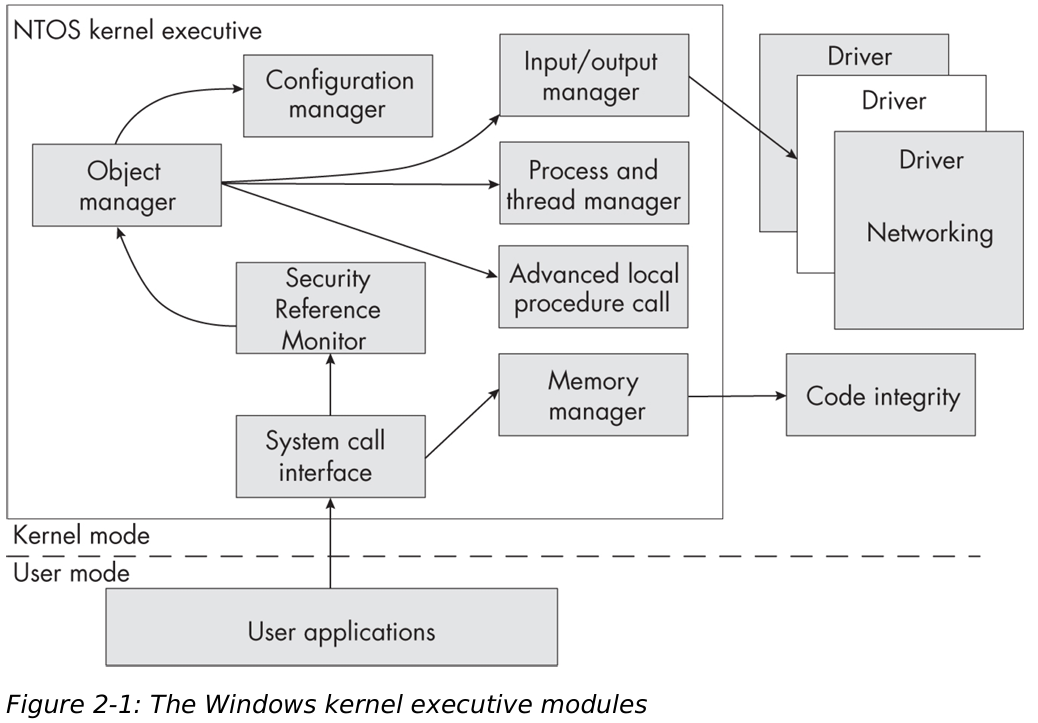 NTOS kernel executive
Configuration
manager
Input/output
manager
Driver
Driver
Driver
Networking
Object
manager
Process and
thread manager
Security
Reference
Monitor
Advanced local
procedure call
Memory
manager
Code integrity
System call
interface
Kernel mode
User mode
User applications
Figure 2-1: The Windows kernel executive modules